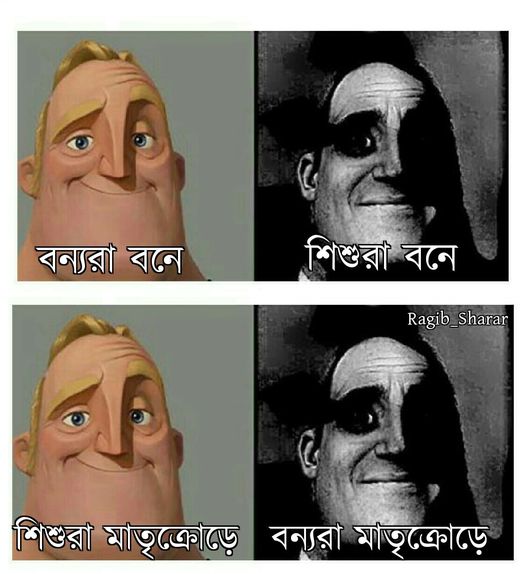 বন্যরা বনে
শিশুরা বনে
Ragib_Sharar
শিশুরা মাতৃক্রোড়ে
বন্যরা মাতৃক্রোড়ে